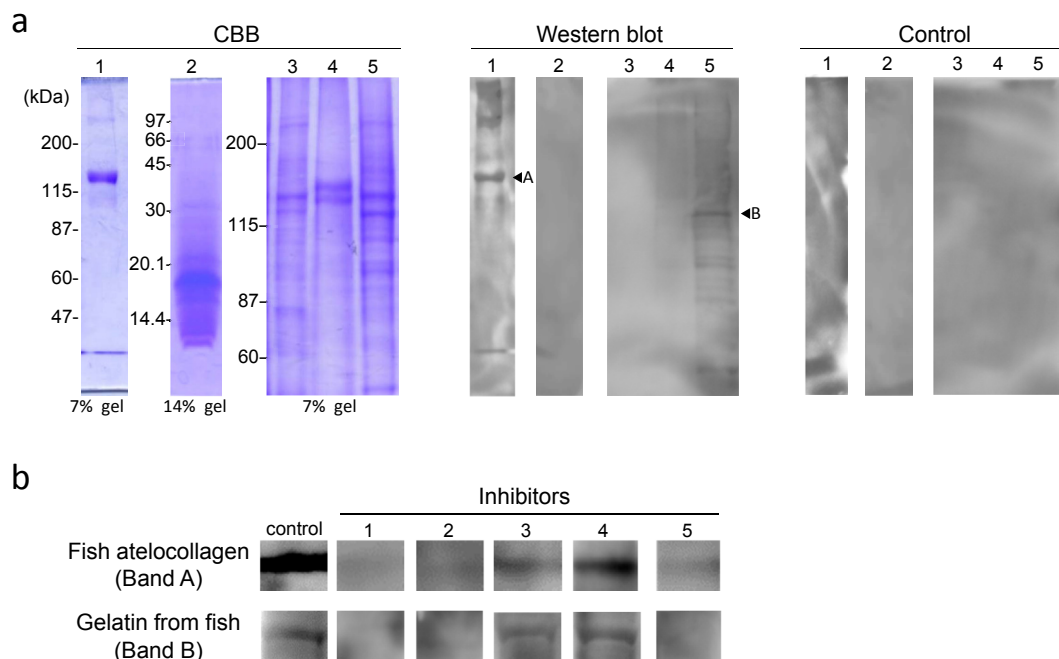 a
CBB Western blot Control
1 2 3 4 5 1 2 3 4 5 1 2 3 4 5
(kDa)
97-
66-
200- 45- 200-
A
115- 30- B
87- 115-
20.1-
60-
87-
47- 14.4-
60-
7% gel 14% gel 7% gel
b
Inhibitors
control 1 2 3 4 5
Fish atelocollagen
(Band A)
Gelatin from fish
(Band B)